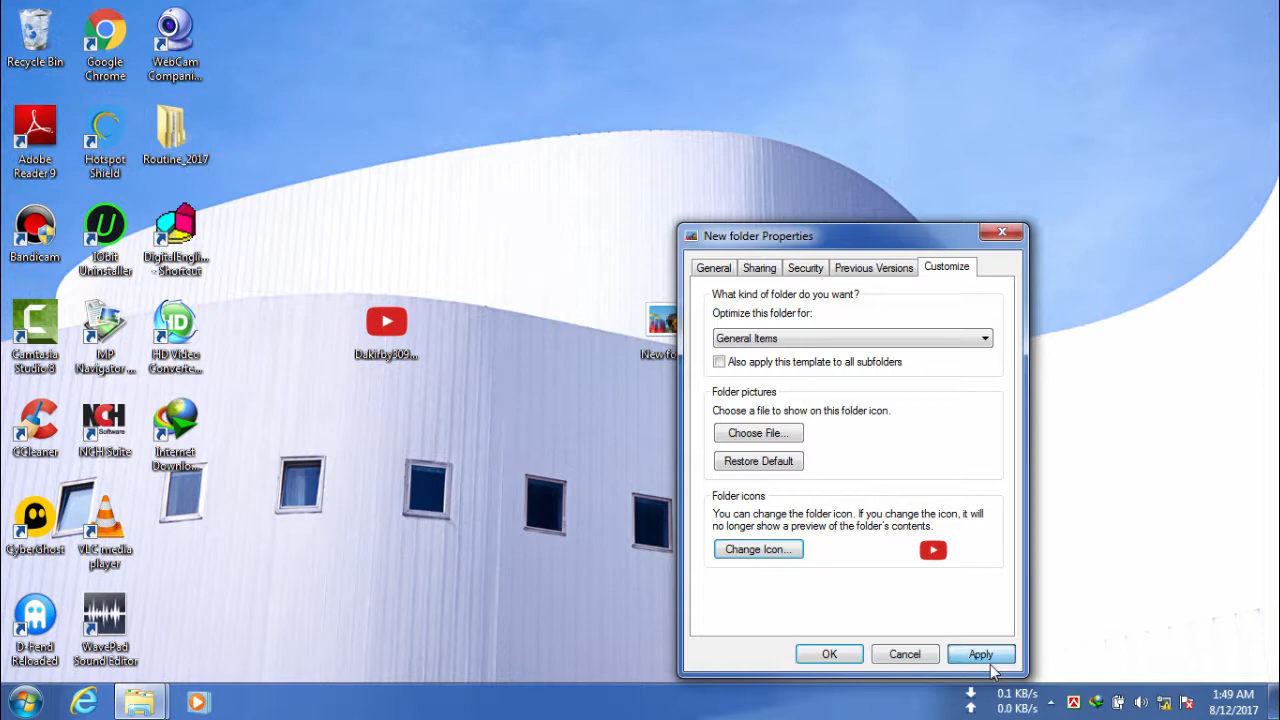 Recycle Bin
Google
Chrome
WebCam
Compani...
Adobe
Reader 9
Hotspot
Shield
Routine_2017
Bandicam
IObit
Uninstaller
DigitalEngli...
- Shortcut
Camtasia
Studio 8
MP
Navigator ...
HD
HD Video
Converte...
CCleaner
NCH
Software
NCH Suite
Internet
Downlo...
CyberGhost
VLC media
player
D-Fend
Reloaded
WavePad
Sound Editor
Dakirby309...
New fo
New folder Properties
General
Sharing
Security
Previous Versions
Customize
What kind of folder do you want?
Optimize this folder for:
General Items
Also apply this template to all subfolders
Folder pictures
Choose a file to show on this folder icon.
Choose File...
Restore Default
Folder icons
You can change the folder icon. If you change the icon, it will
no longer show a preview of the folder's contents.
Change Icon...
OK
Cancel
Apply
0.1 KB/s
0.0 KB/s
1:49 AM
8/12/2017